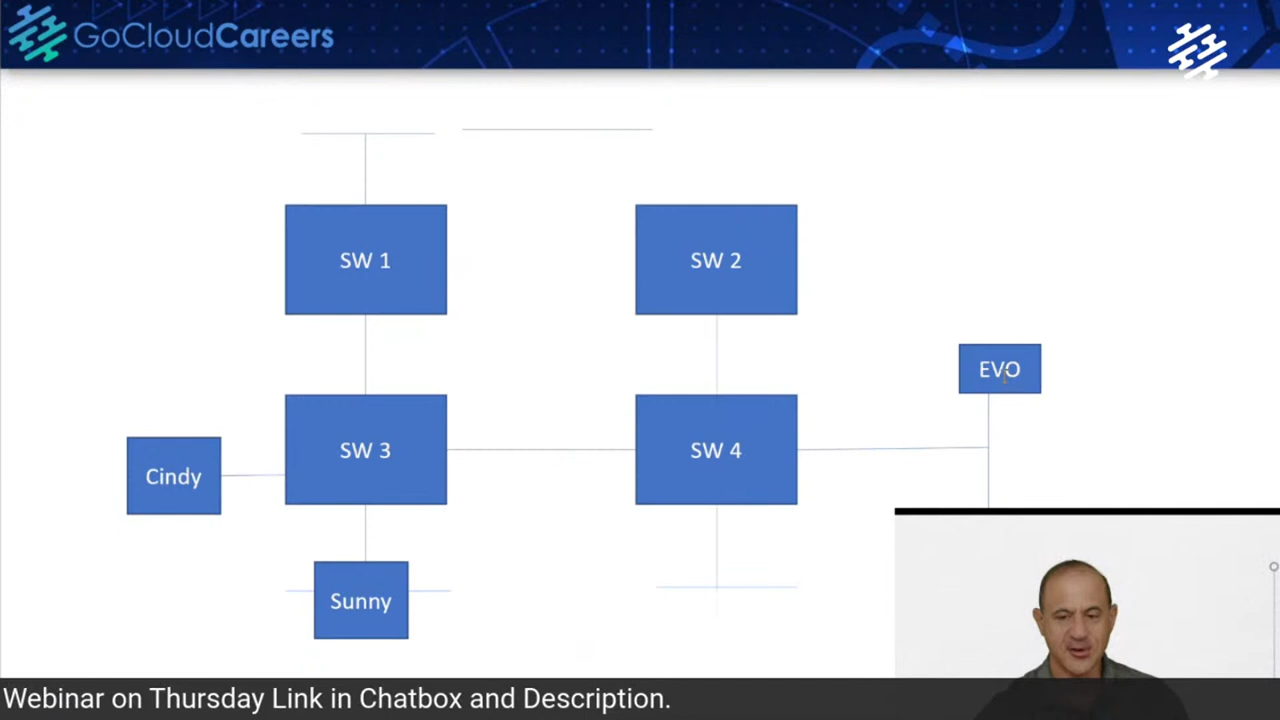 GoCloudCareers
SW 1
SW 2
EVO
SW 3
SW 4
Cindy
Sunny
Webinar on Thursday Link in Chatbox and Description.